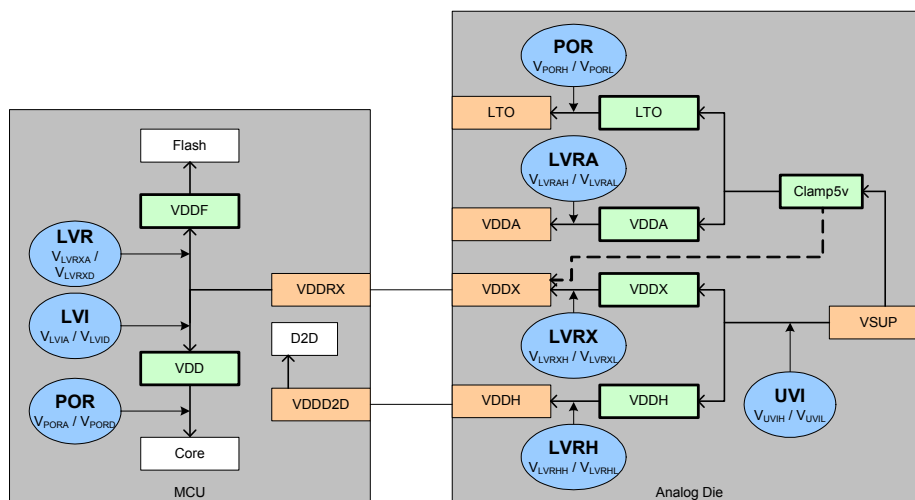 POR
VPORH / VPORL
LTO
LTO
Flash
LVRA
VLVRAH / VLVRAL
Clamp5v
VDDF
VDDA
VDDA
LVR
VLVRXA /
VLVRXD
VDDRX
VDDX
VDDX
LVI
VLVIA / VLVID
D2D
LVRX
VLVRXH / VLVRXL
VSUP
VDD
POR
VPORA / VPORD
VDDD2D
VDDH
VDDH
UVI
VUVIH / VUVIL
Core
LVRH
VLVRHH / VLVRHL
MCU
Analog Die